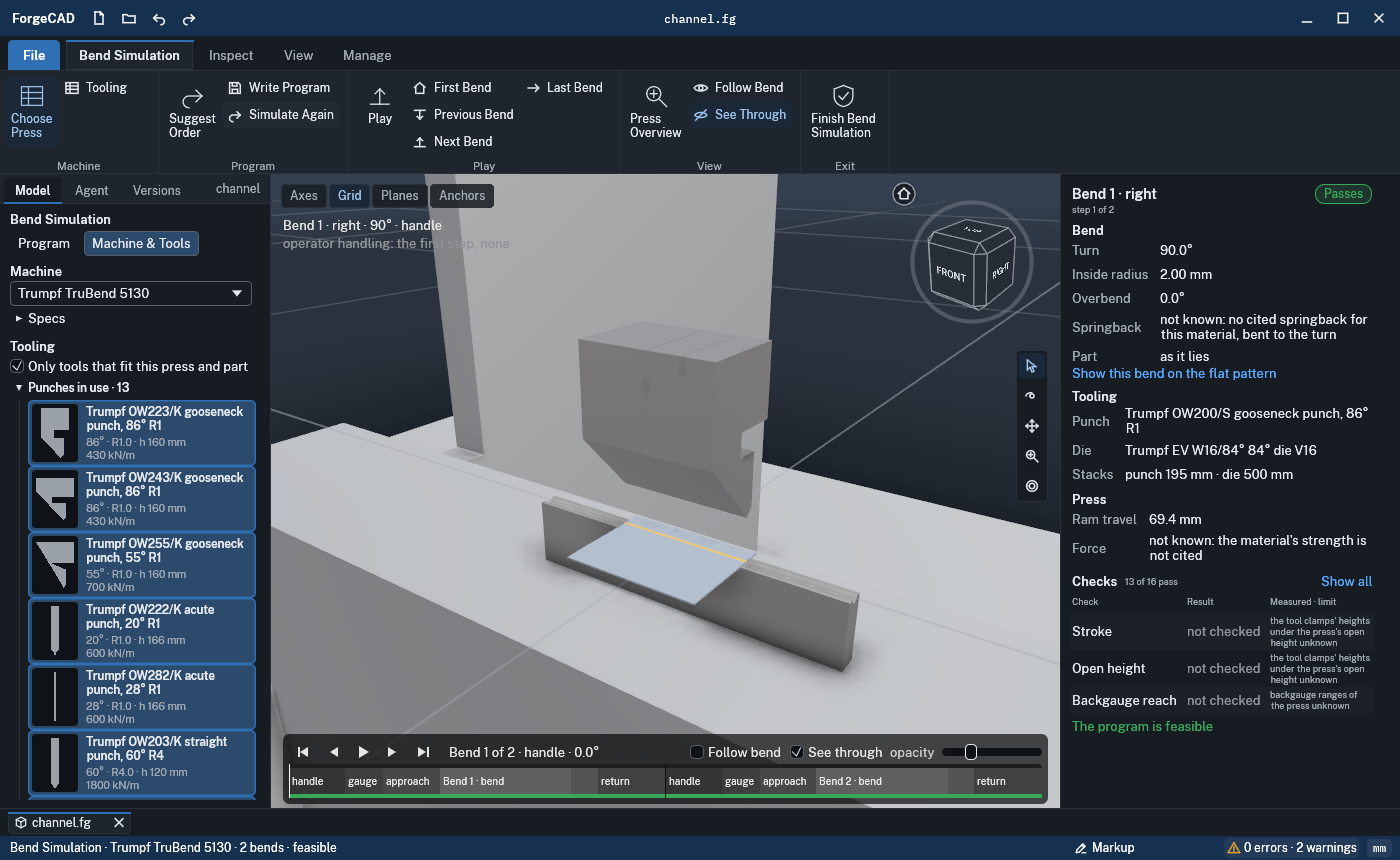 ForgeCAD
channel.fg
File
Bend Simulation
Inspect
View
Manage
Choose Press
Tooling
Machine
Suggest Order
Write Program
Simulate Again
Program
Play
First Bend
Previous Bend
Next Bend
Last Bend
Play
Press Overview
Follow Bend
See Through
View
Finish Bend Simulation
Exit
Model
Agent
Versions
channel
Bend Simulation
Program
Machine & Tools
Machine
Trumpf TruBend 5130
Specs
Tooling
Only tools that fit this press and part
Punches in use · 13
Trumpf OW223/K gooseneck
punch, 86° R1
86° · R1.0 · h 160 mm
430 kN/m
Trumpf OW243/K gooseneck
punch, 86° R1
86° · R1.0 · h 160 mm
430 kN/m
Trumpf OW255/K gooseneck
punch, 55° R1
55° · R1.0 · h 160 mm
700 kN/m
Trumpf OW222/K acute
punch, 20° R1
20° · R1.0 · h 166 mm
600 kN/m
Trumpf OW282/K acute
punch, 28° R1
28° · R1.0 · h 166 mm
600 kN/m
Trumpf OW203/K straight
punch, 60° R4
60° · R4.0 · h 120 mm
1800 kN/m
Axes
Grid
Planes
Anchors
Bend 1 · right · 90° · handle
operator handling: the first step, none
FRONT
RIGHT
Bend 1 of 2 · handle · 0.0°
Follow bend
See through
opacity
handle
gauge
approach
Bend 1 · bend
return
handle
gauge
approach
Bend 2 · bend
return
Bend 1 · right
Passes
step 1 of 2
Bend
Turn 90.0°
Inside radius 2.00 mm
Overbend 0.0°
Springback not known: no cited springback for
this material, bent to the turn
Part as it lies
Show this bend on the flat pattern
Tooling
Punch Trumpf OW200/S gooseneck punch, 86°
R1
Die Trumpf EV W16/84° 84° die V16
Stacks punch 195 mm · die 500 mm
Press
Ram travel 69.4 mm
Force not known: the material's strength is
not cited
Checks 13 of 16 pass Show all
Check Result Measured · limit
Stroke not checked the tool clamps' heights
under the press's open
height unknown
Open height not checked the tool clamps' heights
under the press's open
height unknown
Backgauge reach not checked backgauge ranges of
the press unknown
The program is feasible
channel.fg
Bend Simulation · Trumpf TruBend 5130 · 2 bends · feasible
Markup
0 errors · 2 warnings
mm